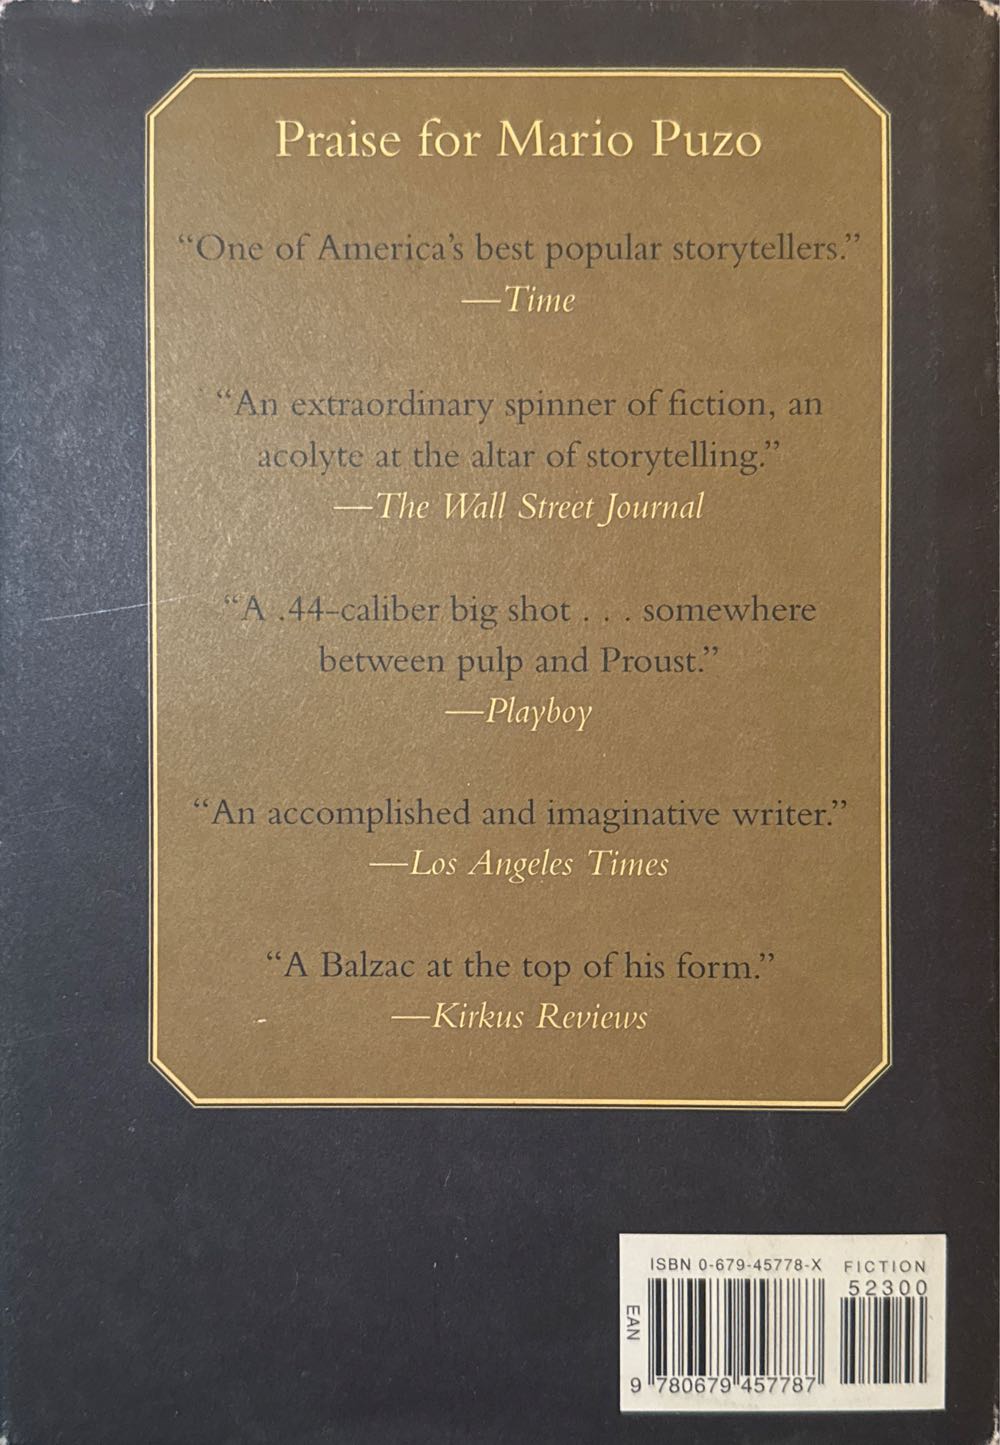 Praise for Mario Puzo
“One of America’s best popular storytellers.”
—Time
“An extraordinary spinner of fiction, an
acolyte at the altar of storytelling.”
—The Wall Street Journal
“A .44-caliber big shot . . . somewhere
between pulp and Proust.”
—Playboy
“An accomplished and imaginative writer.”
—Los Angeles Times
“A Balzac at the top of his form.”
—Kirkus Reviews
ISBN 0-679-45778-X FICTION
52300
EAN
9 780679 457787